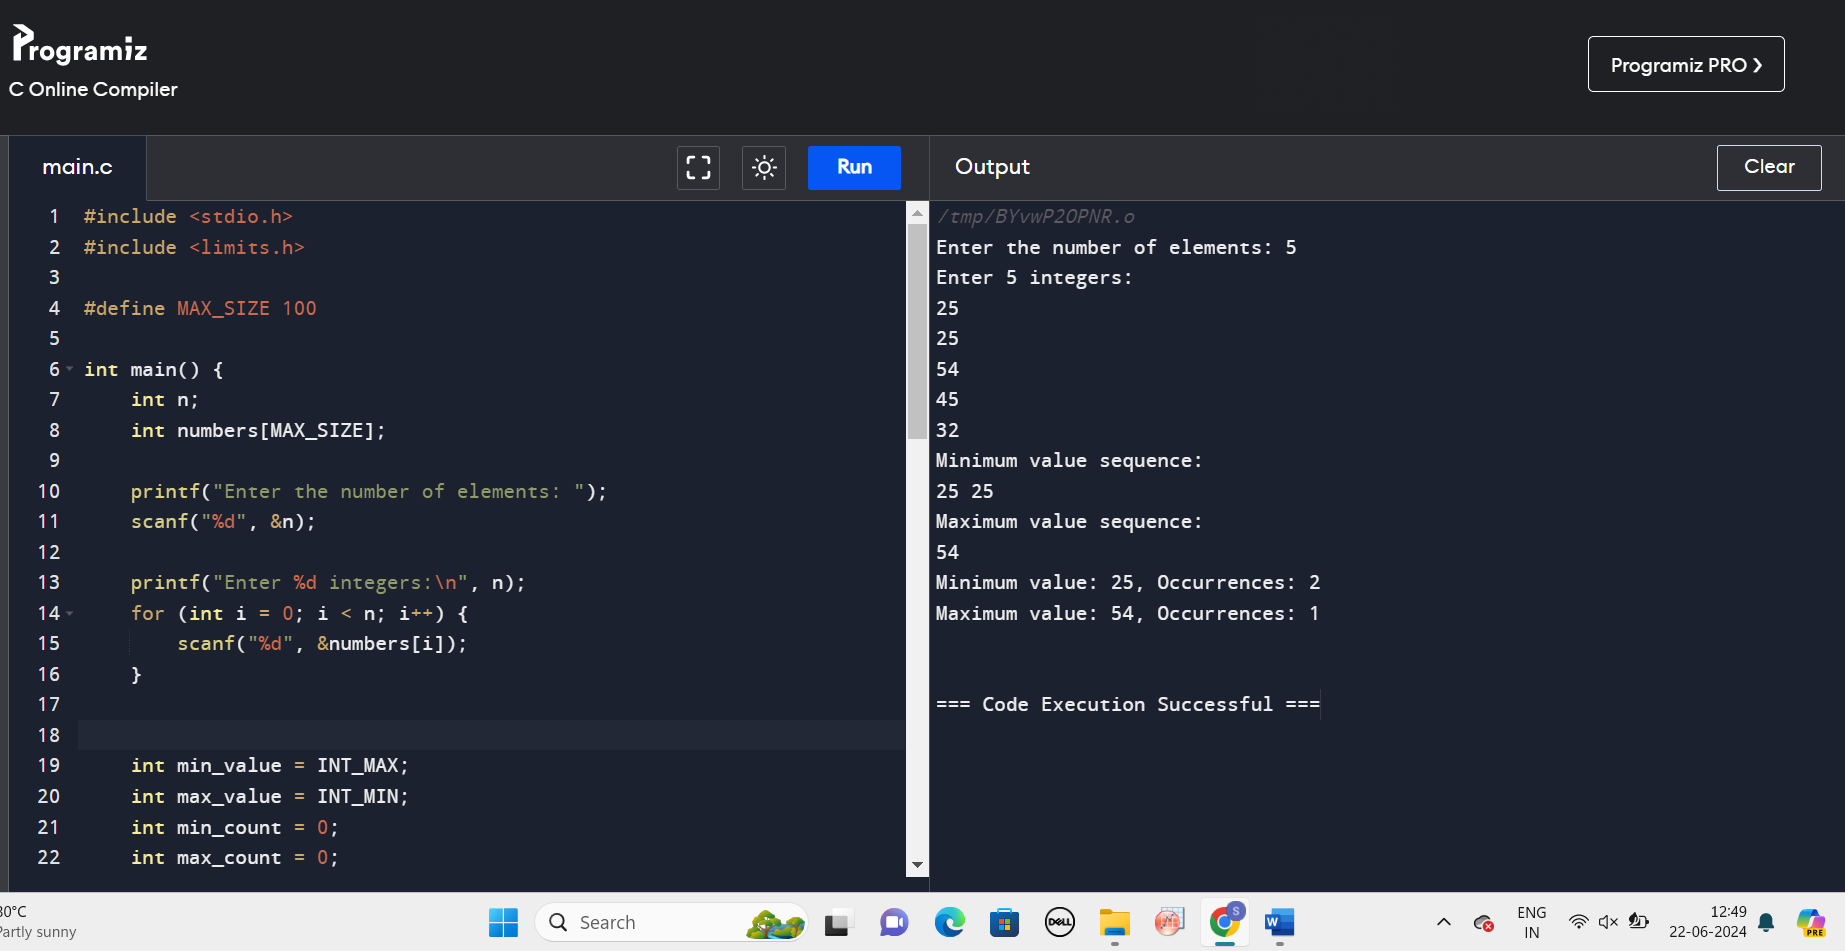 Programiz
C Online Compiler
Programiz PRO ❯
main.c
Run
Output
Clear
1 #include <stdio.h>
2 #include <limits.h>
3
4 #define MAX_SIZE 100
5
6 int main() {
7     int n;
8     int numbers[MAX_SIZE];
9
10     printf("Enter the number of elements: ");
11     scanf("%d", &n);
12
13     printf("Enter %d integers:\n", n);
14     for (int i = 0; i < n; i++) {
15         scanf("%d", &numbers[i]);
16     }
17
18
19     int min_value = INT_MAX;
20     int max_value = INT_MIN;
21     int min_count = 0;
22     int max_count = 0;
/tmp/BYvwP2OPNR.o
Enter the number of elements: 5
Enter 5 integers:
25
25
54
45
32
Minimum value sequence:
25 25
Maximum value sequence:
54
Minimum value: 25, Occurrences: 2
Maximum value: 54, Occurrences: 1
=== Code Execution Successful ===
30°C
Partly sunny
Search
DELL
S
W
ENG
IN
12:49
22-06-2024
PRE